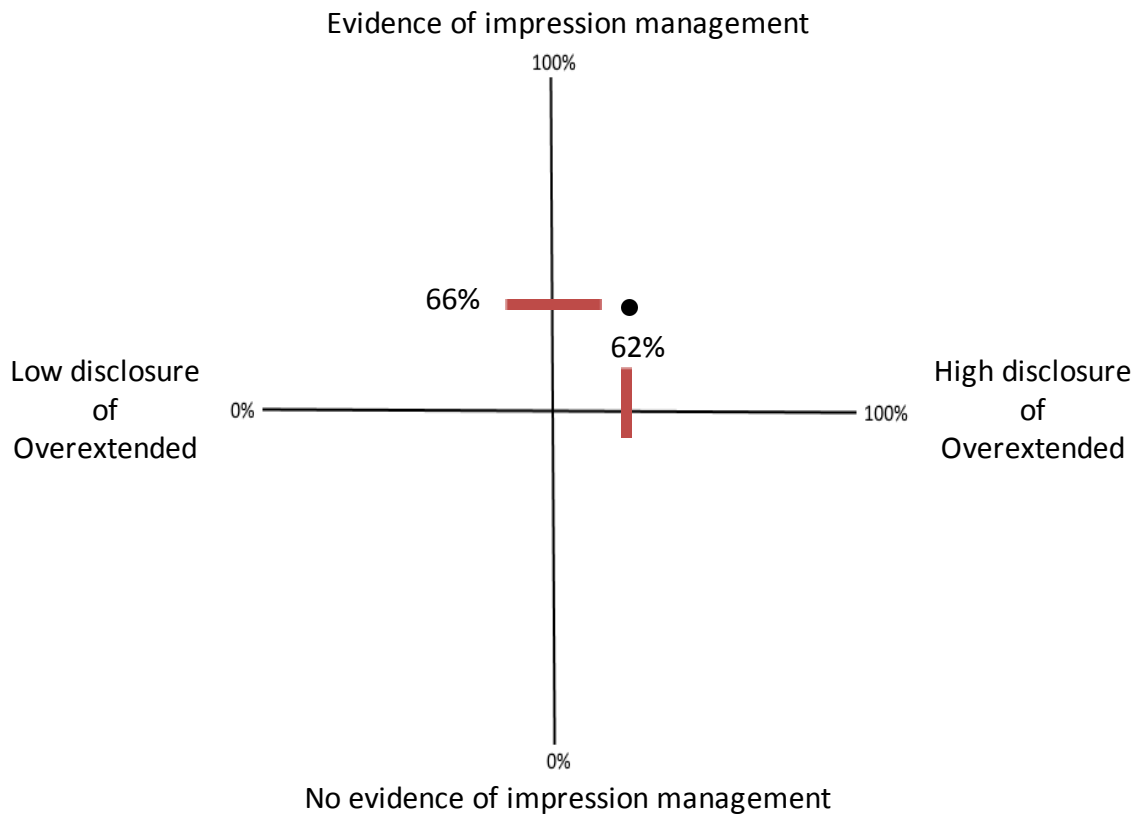 Evidence of impression management
100%
66%
62%
Low disclosure
of
Overextended
0%
100%
High disclosure
of
Overextended
0%
No evidence of impression management